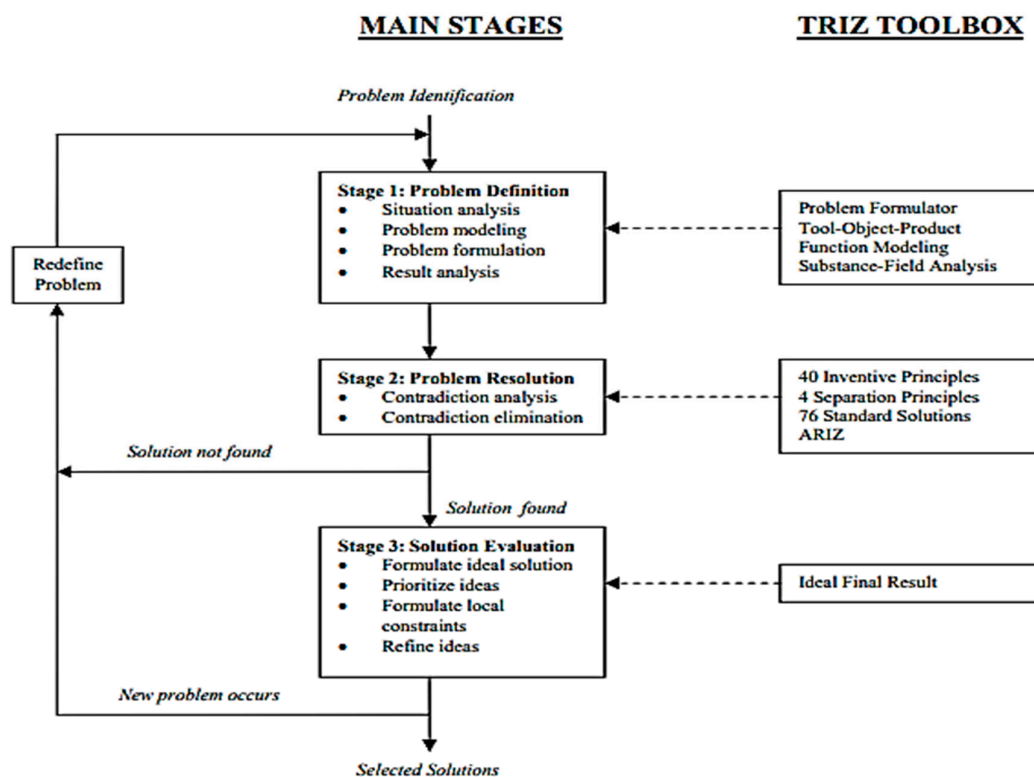 MAIN STAGES
TRIZ TOOLBOX
Problem Identification
Stage 1: Problem Definition
• Situation analysis
• Problem modeling
• Problem formulation
• Result analysis
Problem Formulator
Tool-Object-Product
Function Modeling
Substance-Field Analysis
Redefine
Problem
Stage 2: Problem Resolution
• Contradiction analysis
• Contradiction elimination
40 Inventive Principles
4 Separation Principles
76 Standard Solutions
ARIZ
Solution not found
Solution found
Stage 3: Solution Evaluation
• Formulate ideal solution
• Prioritize ideas
• Formulate local
constraints
• Refine ideas
Ideal Final Result
New problem occurs
Selected Solutions